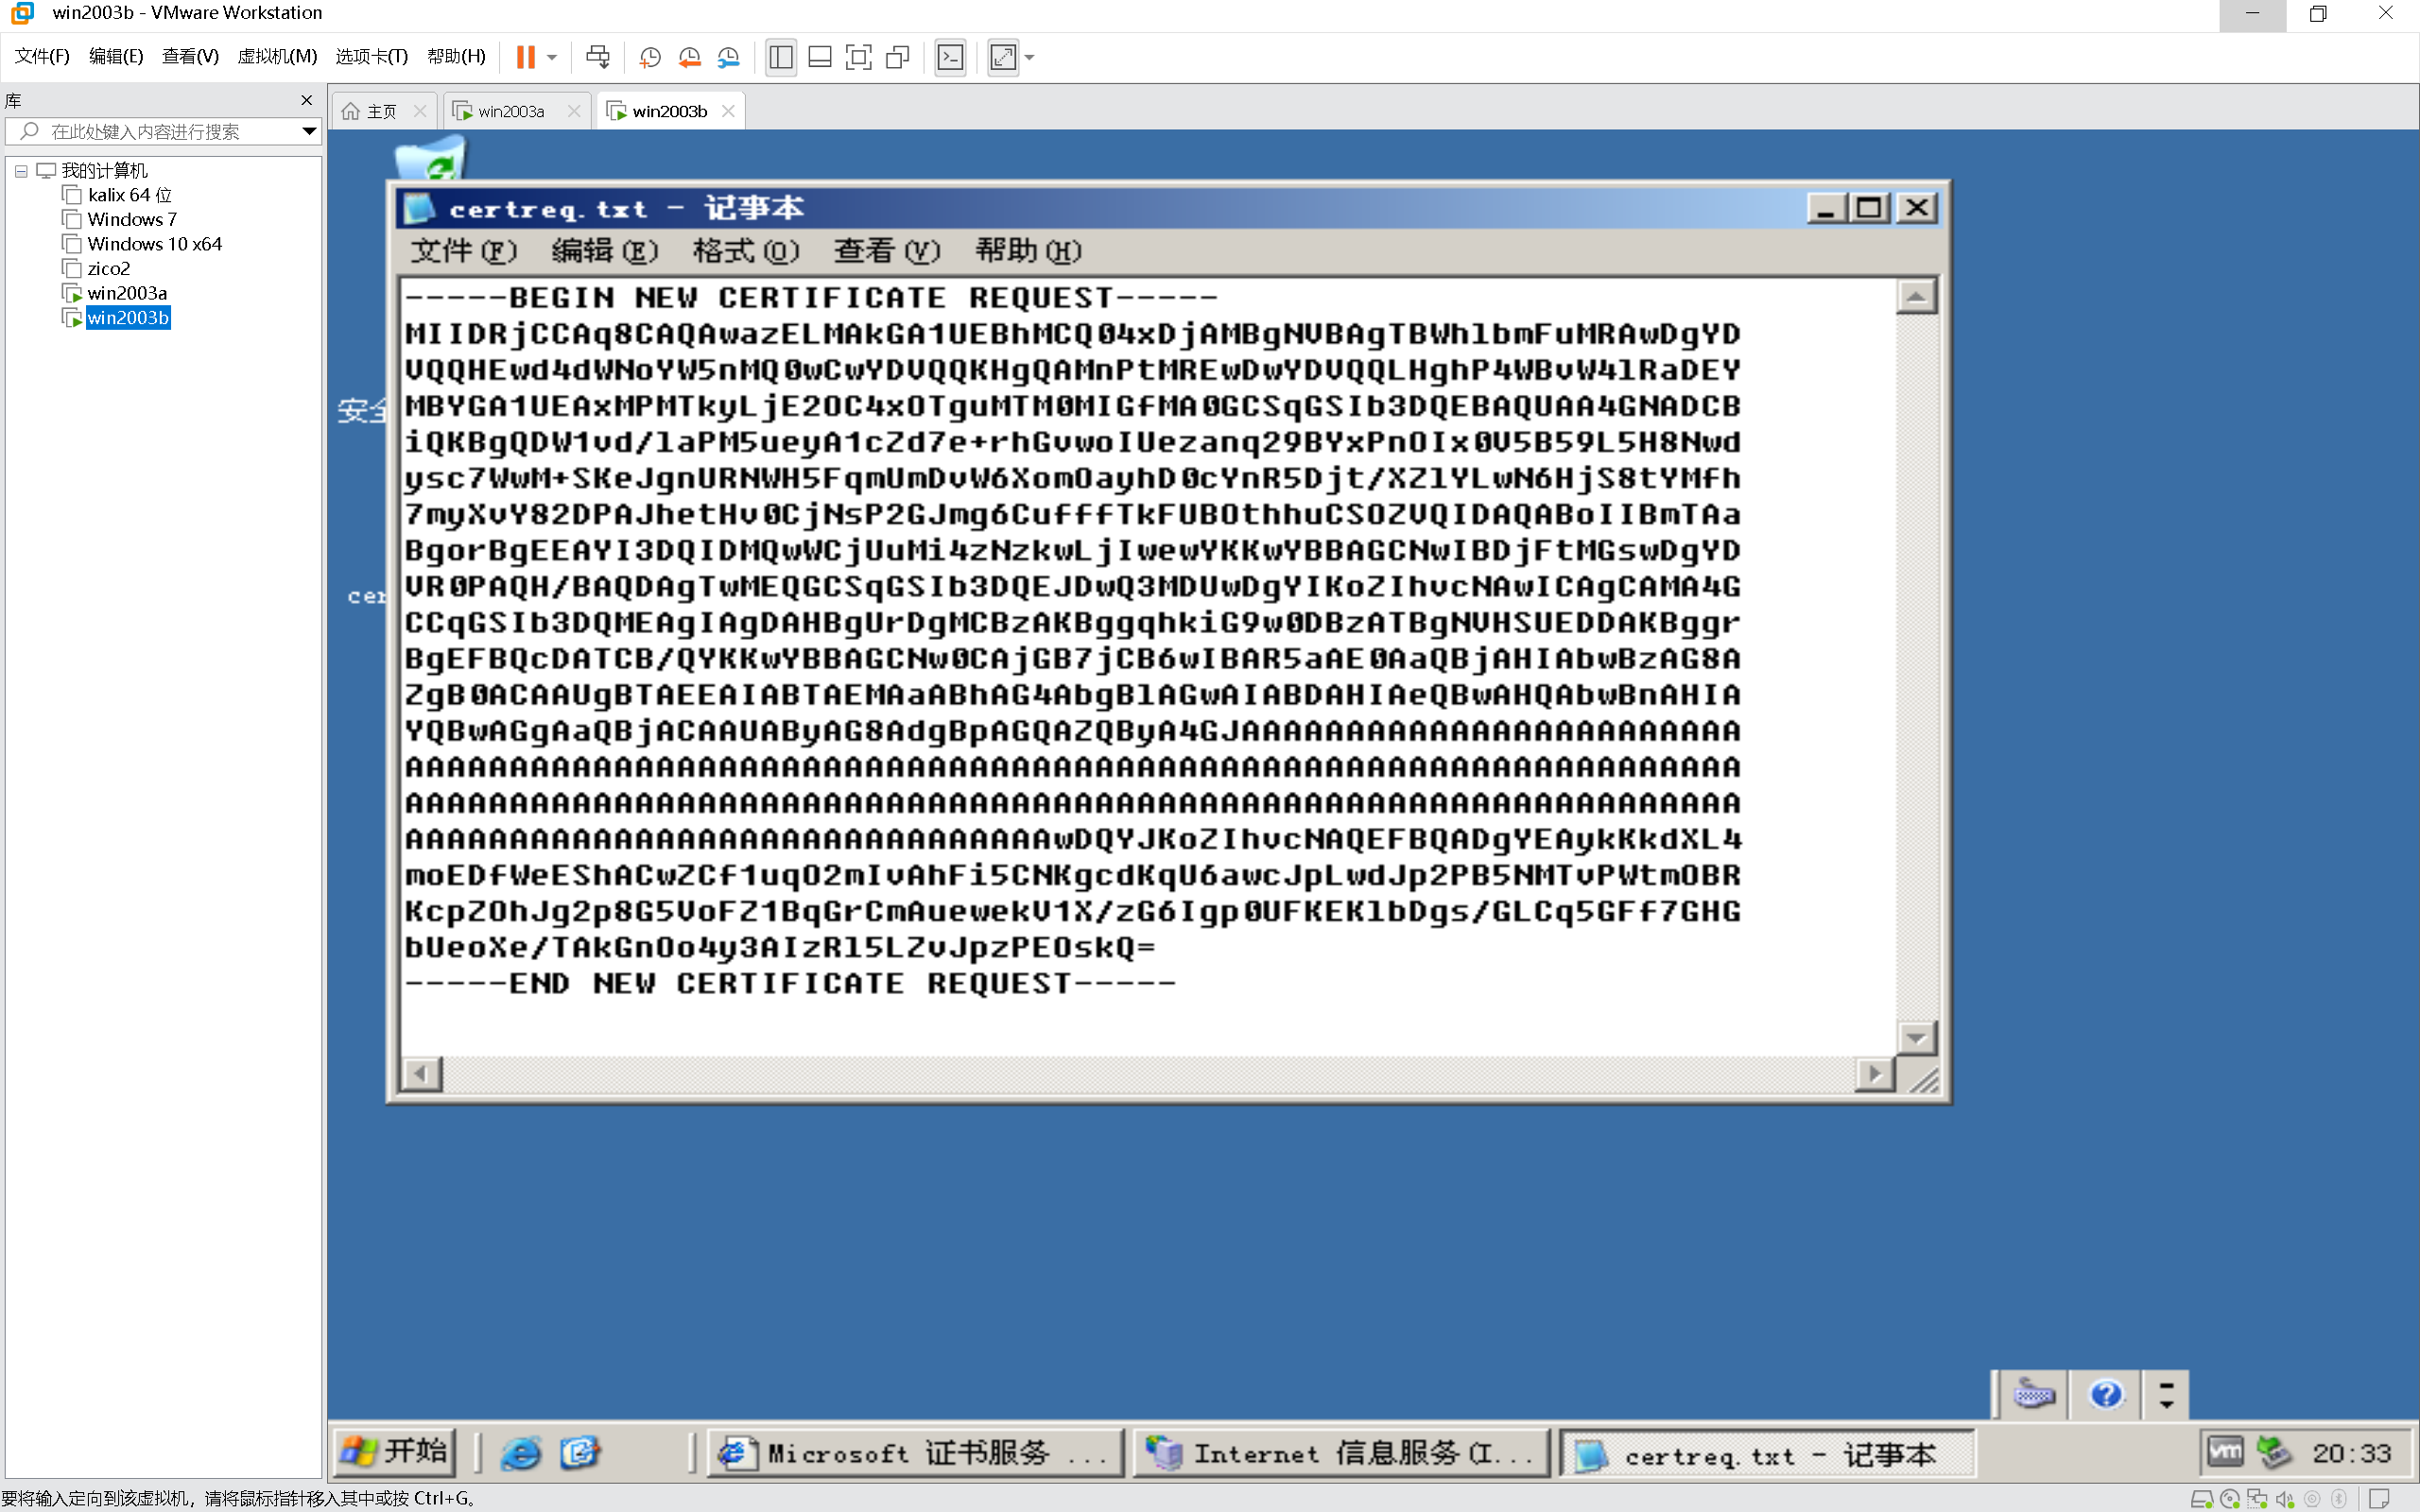 win2003b - VMware Workstation
文件(F) 编辑(E) 查看(V) 虚拟机(M) 选项卡(T) 帮助(H)
库
在此处键入内容进行搜索
我的计算机
kalix 64 位
Windows 7
Windows 10 x64
zico2
win2003a
win2003b
主页 win2003a win2003b
安全
cer
certreq.txt - 记事本
文件(F) 编辑(E) 格式(O) 查看(V) 帮助(H)
-----BEGIN NEW CERTIFICATE REQUEST-----
MIIDRjCCAq8CAQAwazELMAkGA1UEBhMCQ04xDjAMBgNVBAgTBWhlbmFuMRAwDgYD
VQQHEwd4dWNoYW5nMQ0wCwYDVQQKHgQAMnPtMREwDwYDVQQLHghP4WBvW4lRaDEY
MBYGA1UEAxMPMTkyLjE2OC4xOTguMTM0MIGfMA0GCSqGSIb3DQEBAQUAA4GNADCB
iQKBgQDW1vd/laPM5ueyA1cZd7e+rhGvwoIUezanq29BYxPnOIx0V5B59L5H8Nwd
ysc7WwM+SKeJgnURNWH5FqmUmDvW6XomOayhD0cYnR5Djt/XZlYLwN6HjS8tYMfh
7myXvY82DPAJhetHv0CjNsP2GJmg6CufffTkFUBOthhuCSOZVQIDAQABoIIBmTAa
BgorBgEEAYI3DQIDMQwWCjUuMi4zNzkwLjIwewYKKwYBBAGCNwIBDjFtMGswDgYD
VR0PAQH/BAQDAgTwMEQGCSqGSIb3DQEJDwQ3MDUwDgYIKoZIhvcNAwICAgCAMA4G
CCqGSIb3DQMEAgIAgDAHBgUrDgMCBzAKBggqhkiG9w0DBzATBgNVHSUEDDAKBggr
BgEFBQcDATCB/QYKKwYBBAGCNw0CAjGB7jCB6wIBAR5aAE0AaQBjAHIAbwBzAG8A
ZgB0ACAAUgBTAEEAIABTAEMAaABhAG4AbgBlAGwAIABDAHIAeQBwAHQAbwBnAHIA
YQBwAGgAaQBjACAAUAByAG8AdgBpAGQAZQByA4GJAAAAAAAAAAAAAAAAAAAAAAAA
AAAAAAAAAAAAAAAAAAAAAAAAAAAAAAAAAAAAAAAAAAAAAAAAAAAAAAAAAAAAAAAA
AAAAAAAAAAAAAAAAAAAAAAAAAAAAAAAAAAAAAAAAAAAAAAAAAAAAAAAAAAAAAAAA
AAAAAAAAAAAAAAAAAAAAAAAAAAAAAAAwDQYJKoZIhvcNAQEFBQADgYEAykKkdXL4
moEDfWeEShACwZCf1uqO2mIvAhFi5CNKgcdKqU6awcJpLwdJp2PB5NMTvPWtmOBR
KcpZOhJg2p8G5VoFZ1BqGrCmAuewekV1X/zG6Igp0UFKEKlbDgs/GLCq5GFf7GHG
bUeoXe/TAkGnOo4y3AIzRl5LZvJpzPEOskQ=
-----END NEW CERTIFICATE REQUEST-----
开始 Microsoft 证书服务 ... Internet 信息服务(I... certreq.txt - 记事本 20:33
要将输入定向到该虚拟机，请将鼠标指针移入其中或按 Ctrl+G。